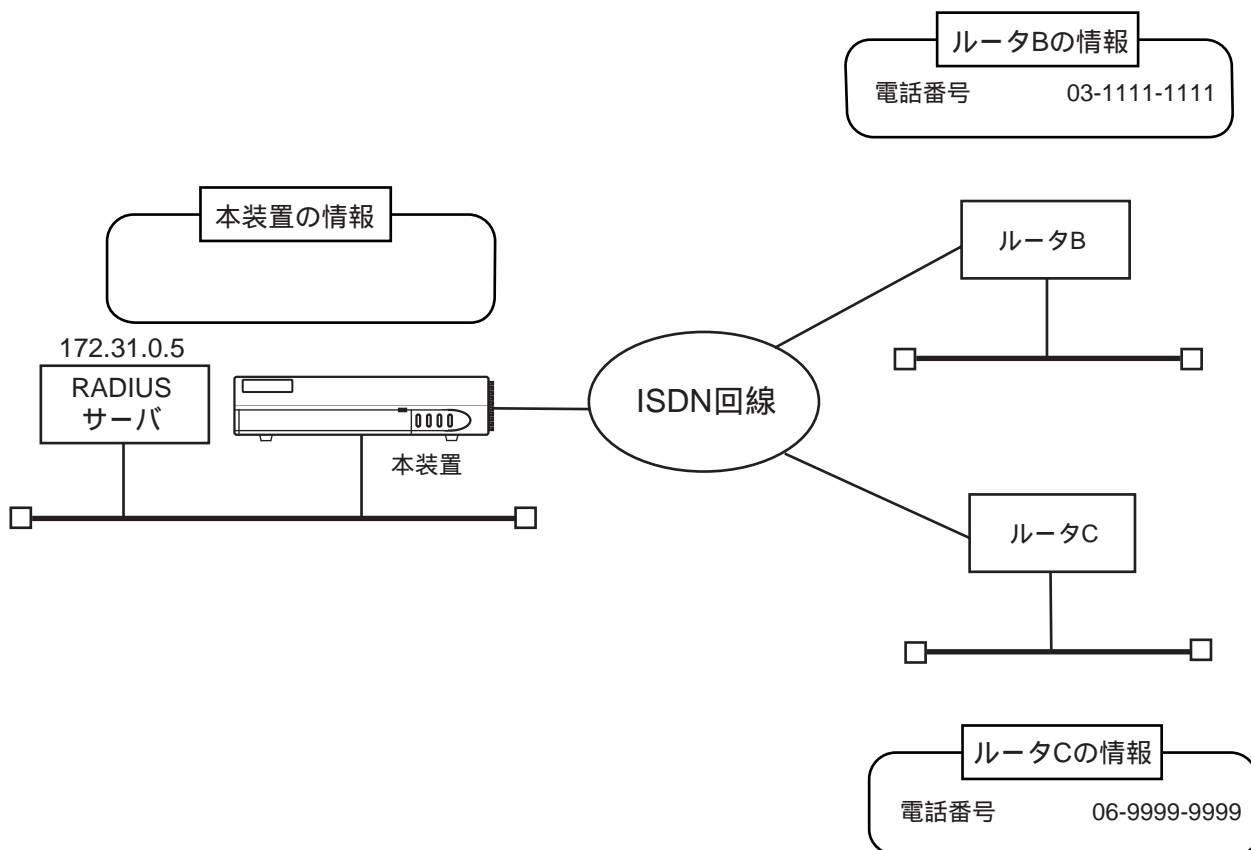 ルータBの情報
電話番号 03-1111-1111
本装置の情報
ルータB
172.31.0.5
RADIUS
サーバ
ISDN回線
本装置
ルータC
ルータCの情報
電話番号 06-9999-9999